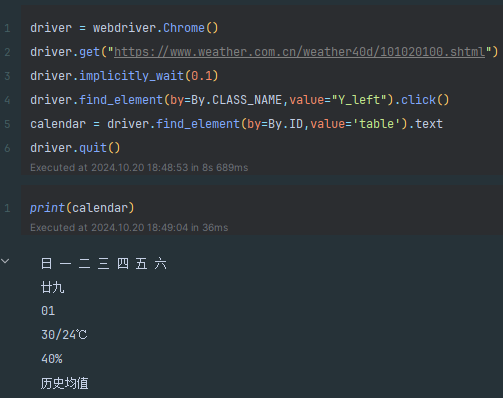 1 driver = webdriver.Chrome()
2 driver.get("https://www.weather.com.cn/weather40d/101020100.shtml")
3 driver.implicitly_wait(0.1)
4 driver.find_element(by=By.CLASS_NAME,value="Y_left").click()
5 calendar = driver.find_element(by=By.ID,value='table').text
6 driver.quit()
Executed at 2024.10.20 18:48:53 in 8s 689ms
1 print(calendar)
Executed at 2024.10.20 18:49:04 in 36ms
日 一 二 三 四 五 六
廿九
01
30/24℃
40%
历史均值